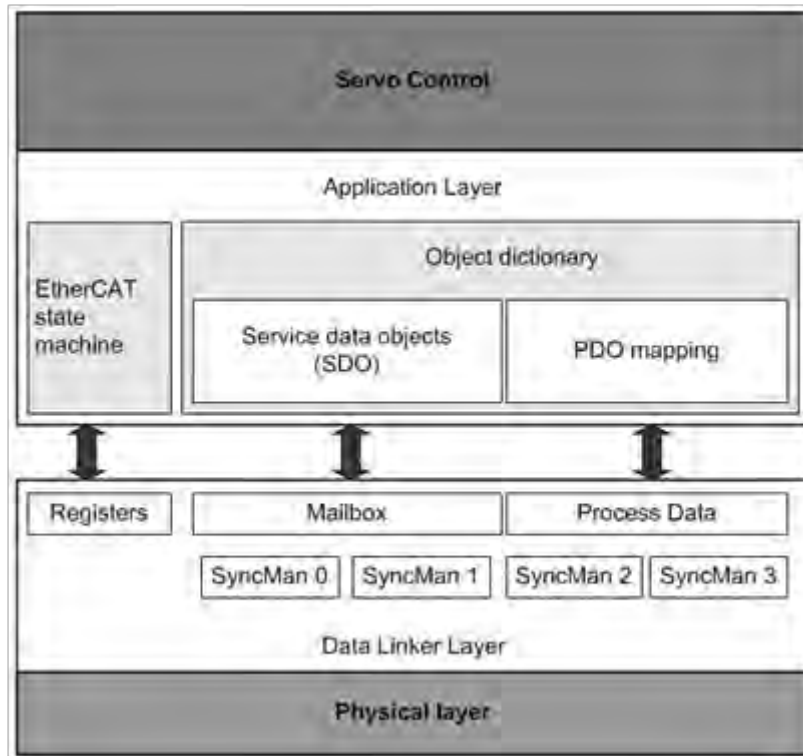 Servo Control
Application Layer
EtherCAT
state
machine
Object dictionary
Service data objects
(SDO)
PDO mapping
Registers
Mailbox
Process Data
SyncMan 0
SyncMan 1
SyncMan 2
SyncMan 3
Data Linker Layer
Physical layer